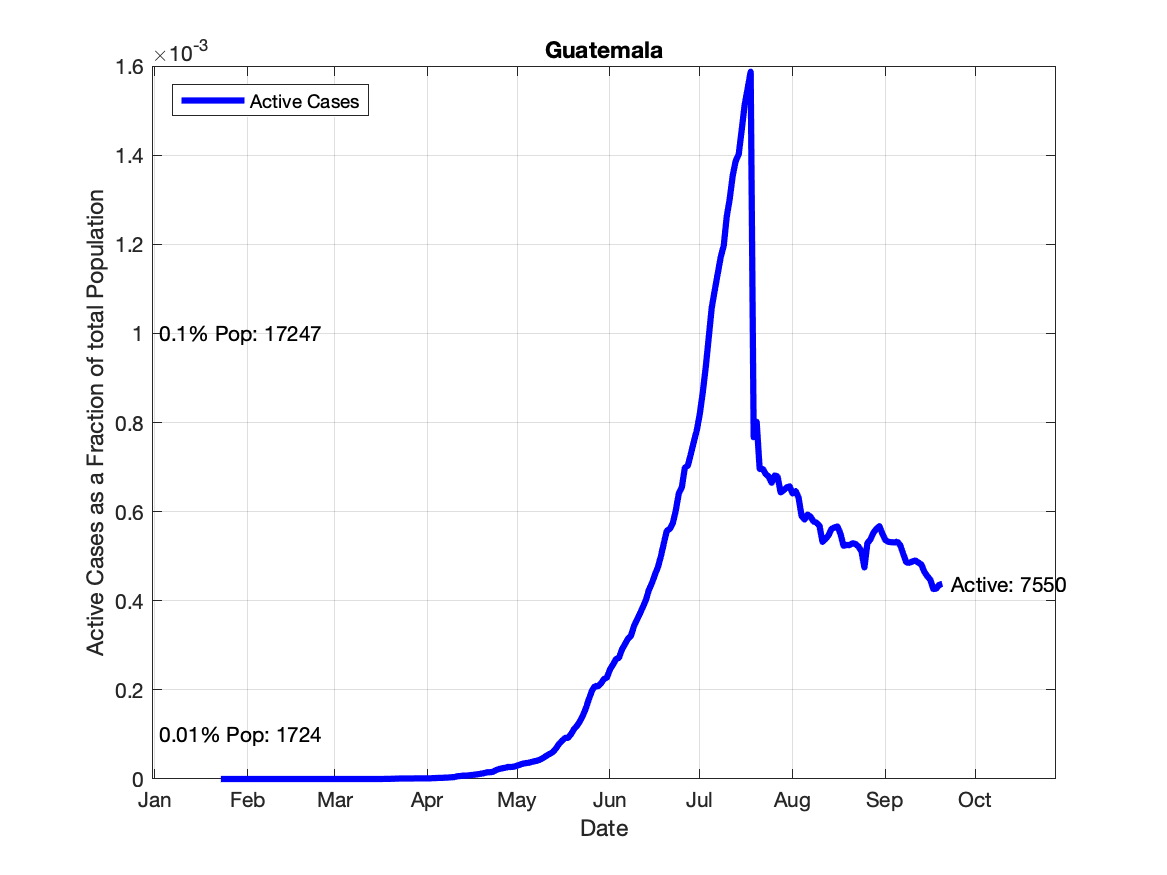 Guatemala
×10-3
1.6
1.4
1.2
1
0.8
0.6
0.4
0.2
0
Active Cases
0.1% Pop: 17247
0.01% Pop: 1724
Active: 7550
Active Cases as a Fraction of total Population
Jan Feb Mar Apr May Jun Jul Aug Sep Oct
Date